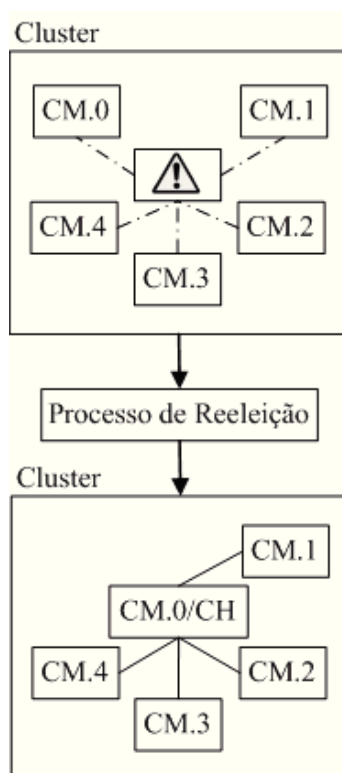 Cluster
CM.0
CM.1
CM.4
CM.2
CM.3
Processo de Reeleição
Cluster
CM.1
CM.0/CH
CM.4
CM.2
CM.3